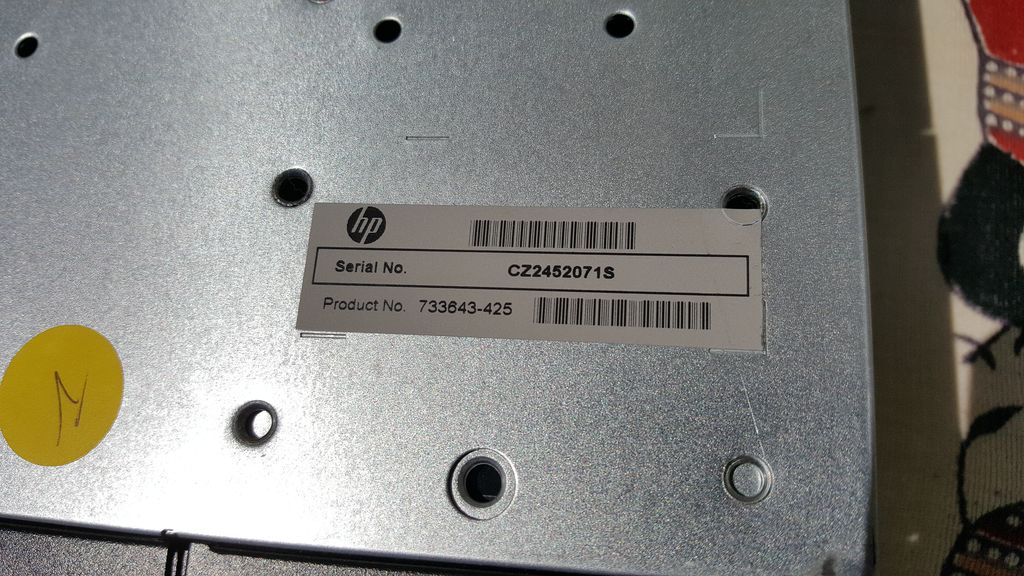 hp
Serial No. CZ2452071S
Product No. 733643-425
N